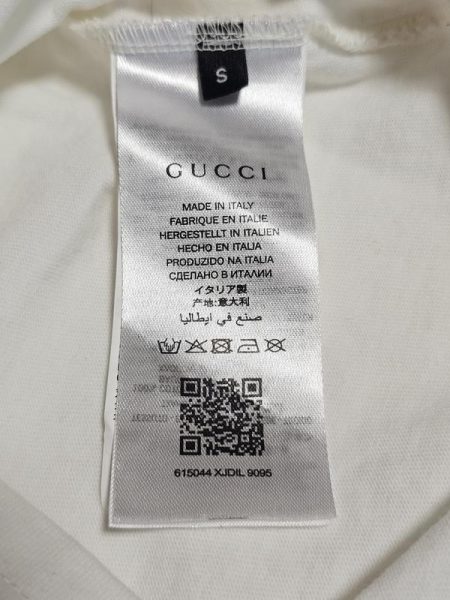 S
GUCCI
MADE IN ITALY
FABRIQUE EN ITALIE
HERGESTELLT IN ITALIEN
HECHO EN ITALIA
PRODUZIDO NA ITALIA
СДЕЛАНО В ИТАЛИИ
イタリア製
产地:意大利
صنع في ايطاليا
615044 XJDIL 9095